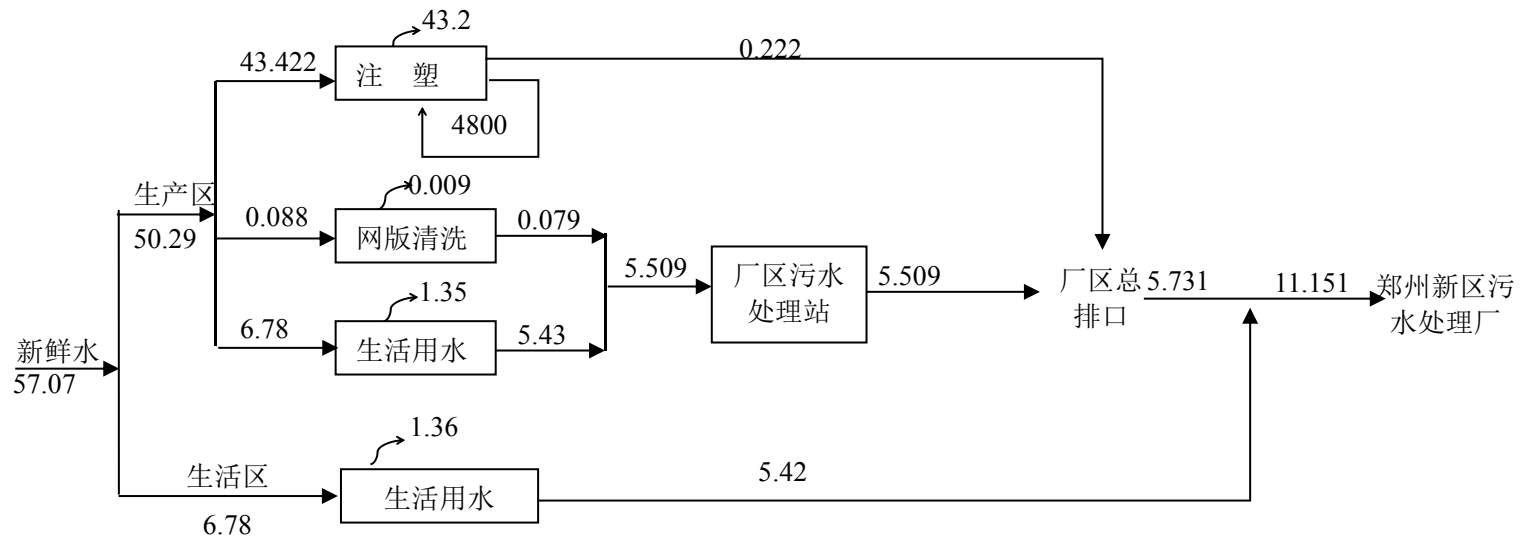 43.2
43.422
注 塑
0.222
4800
生产区
50.29
0.009
0.088
网版清洗
0.079
5.509
厂区污水
处理站
5.509
厂区总
排口
5.731
11.151
郑州新区污
水处理厂
1.35
6.78
生活用水
5.43
新鲜水
57.07
1.36
生活区
6.78
生活用水
5.42